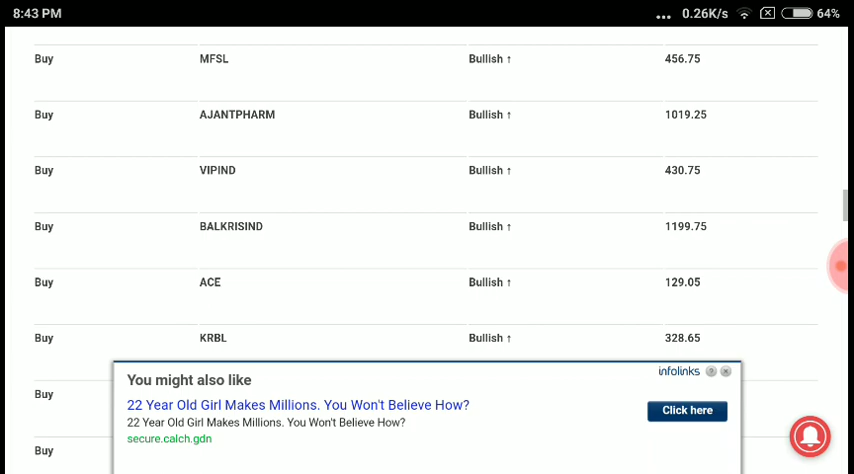 8:43 PM ... 0.26K/s 64%
Buy MFSL Bullish ↑ 456.75
Buy AJANTPHARM Bullish ↑ 1019.25
Buy VIPIND Bullish ↑ 430.75
Buy BALKRISIND Bullish ↑ 1199.75
Buy ACE Bullish ↑ 129.05
Buy KRBL Bullish ↑ 328.65
infolinks ? x
You might also like
Buy
22 Year Old Girl Makes Millions. You Won't Believe How?
Click here
22 Year Old Girl Makes Millions. You Won't Believe How?
secure.calch.gdn
Buy